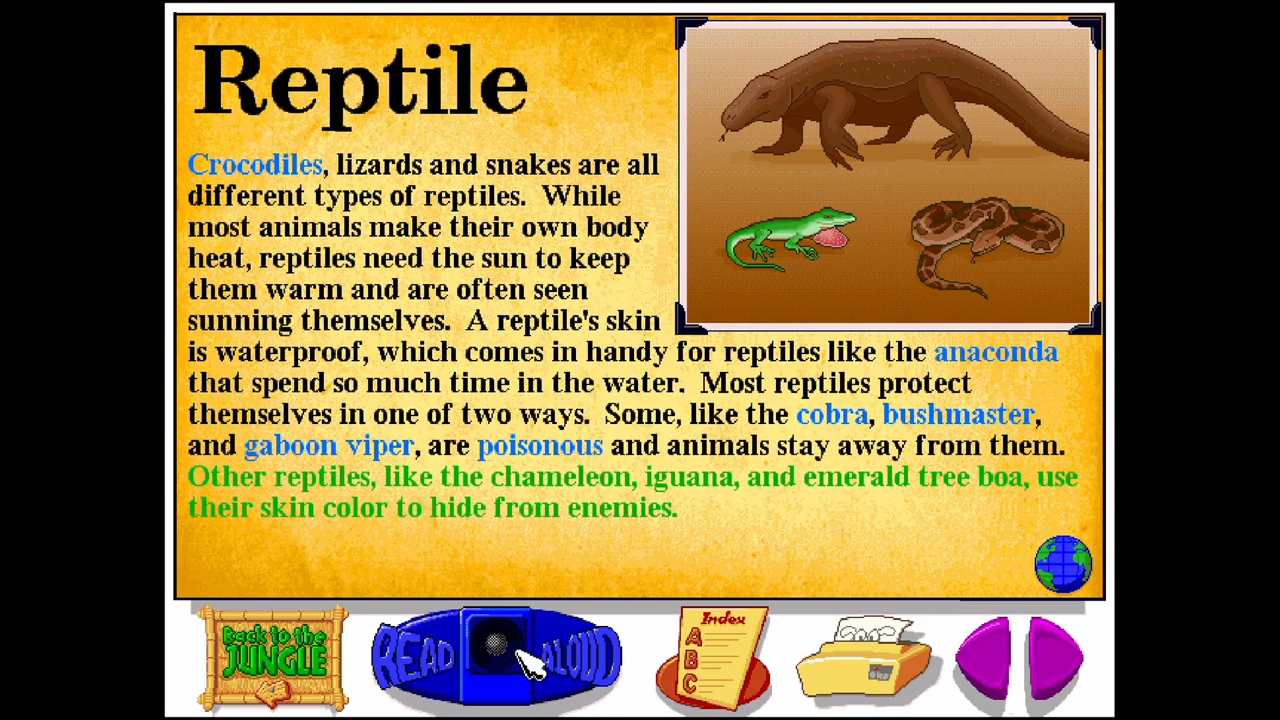 Reptile
Crocodiles, lizards and snakes are all
different types of reptiles.  While
most animals make their own body
heat, reptiles need the sun to keep
them warm and are often seen
sunning themselves.  A reptile's skin
is waterproof, which comes in handy for reptiles like the anaconda
that spend so much time in the water.  Most reptiles protect
themselves in one of two ways.  Some, like the cobra, bushmaster,
and gaboon viper, are poisonous and animals stay away from them.
Other reptiles, like the chameleon, iguana, and emerald tree boa, use
their skin color to hide from enemies.
Back to the
JUNGLE
READ ALOUD
Index
A
B
C